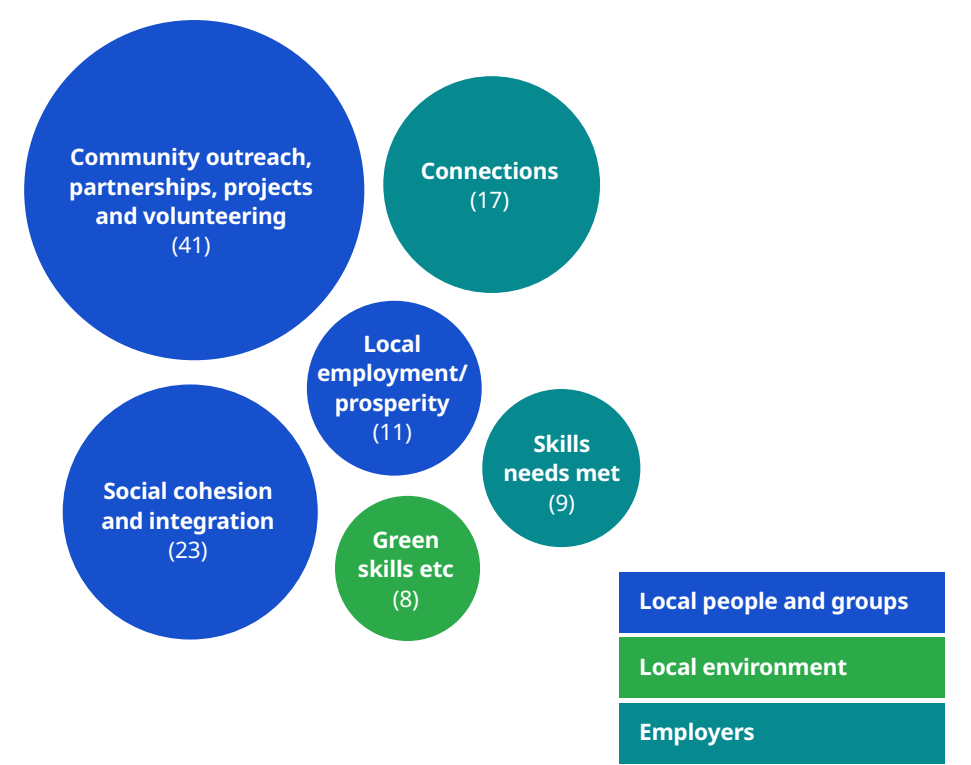 Community outreach,
partnerships, projects
and volunteering
(41)
Connections
(17)
Local
employment/
prosperity
(11)
Skills
needs met
(9)
Social cohesion
and integration
(23)
Green
skills etc
(8)
Local people and groups
Local environment
Employers